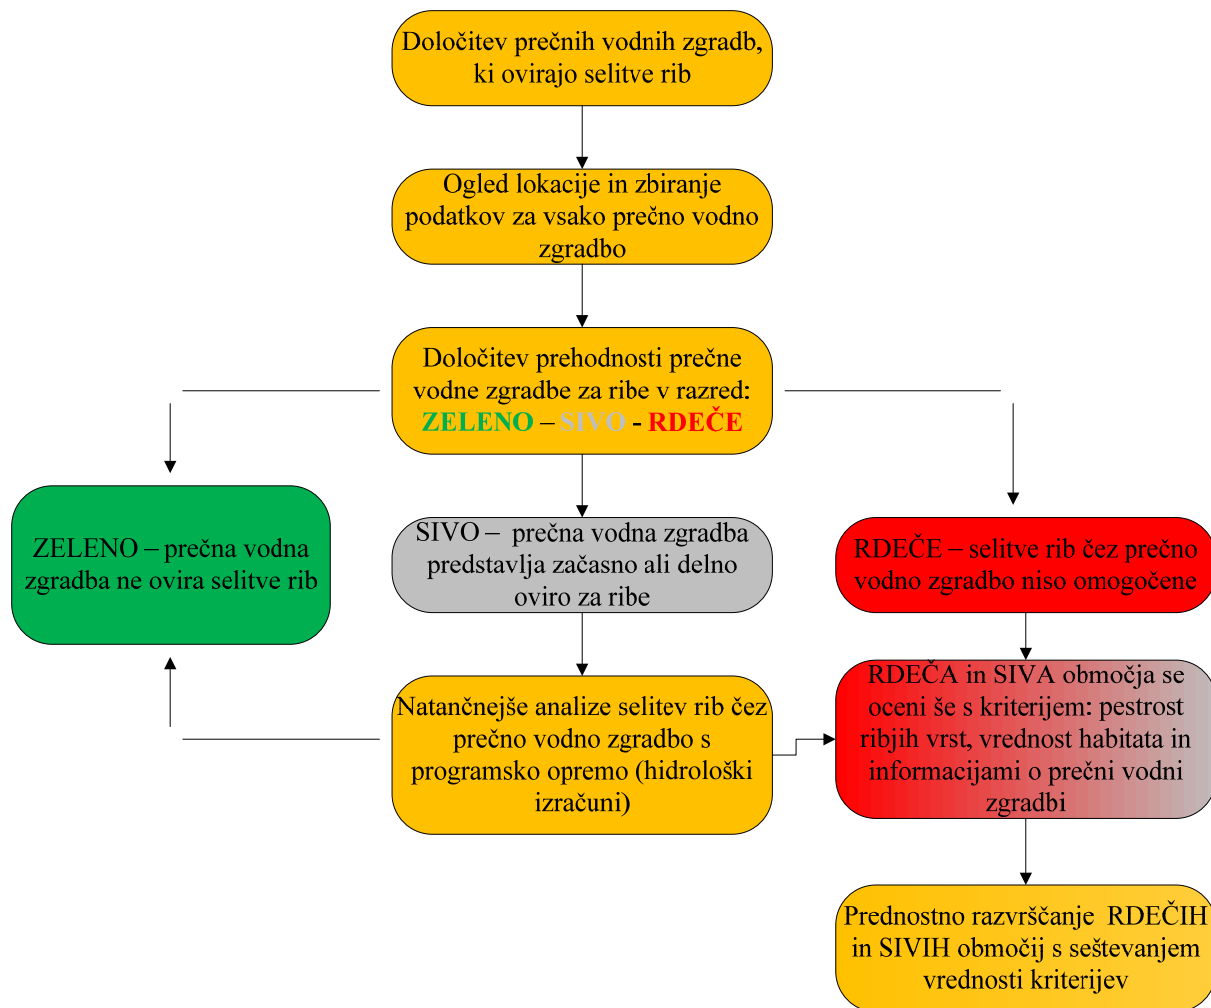 Določitev prečnih vodnih zgradb,
ki ovirajo selitve rib
Ogled lokacije in zbiranje
podatkov za vsako prečno vodno
zgradbo
Določitev prehodnosti prečne
vodne zgradbe za ribe v razred:
ZELENO – SIVO - RDEČE
ZELENO – prečna vodna
zgradba ne ovira selitve rib
SIVO – prečna vodna zgradba
predstavlja začasno ali delno
oviro za ribe
RDEČE – selitve rib čez prečno
vodno zgradbo niso omogočene
Natančnejše analize selitev rib čez
prečno vodno zgradbo s
programsko opremo (hidrološki
izračuni)
RDEČA in SIVA območja se
oceni še s kriterijem: pestrost
ribjih vrst, vrednost habitata in
informacijami o prečni vodni
zgradbi
Prednostno razvrščanje RDEČIH
in SIVIH območij s seštevanjem
vrednosti kriterijev